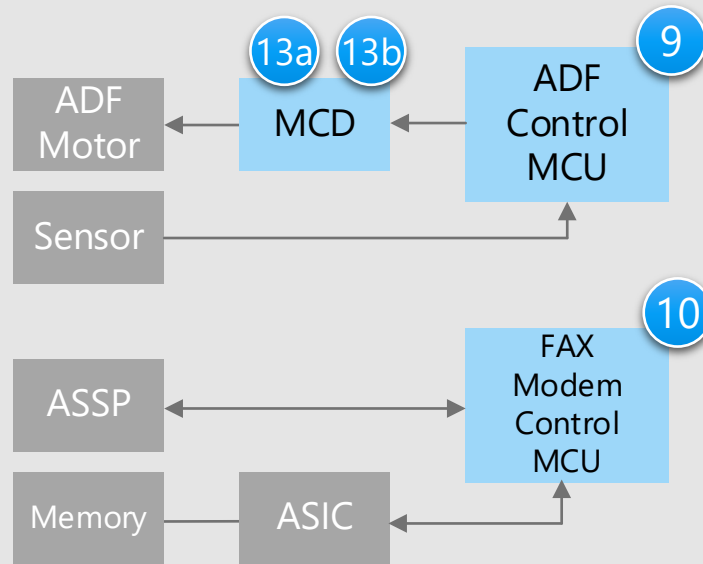 13a
13b
9
ADF
Motor
MCD
ADF
Control
MCU
Sensor
10
ASSP
FAX
Modem
Control
MCU
Memory
ASIC